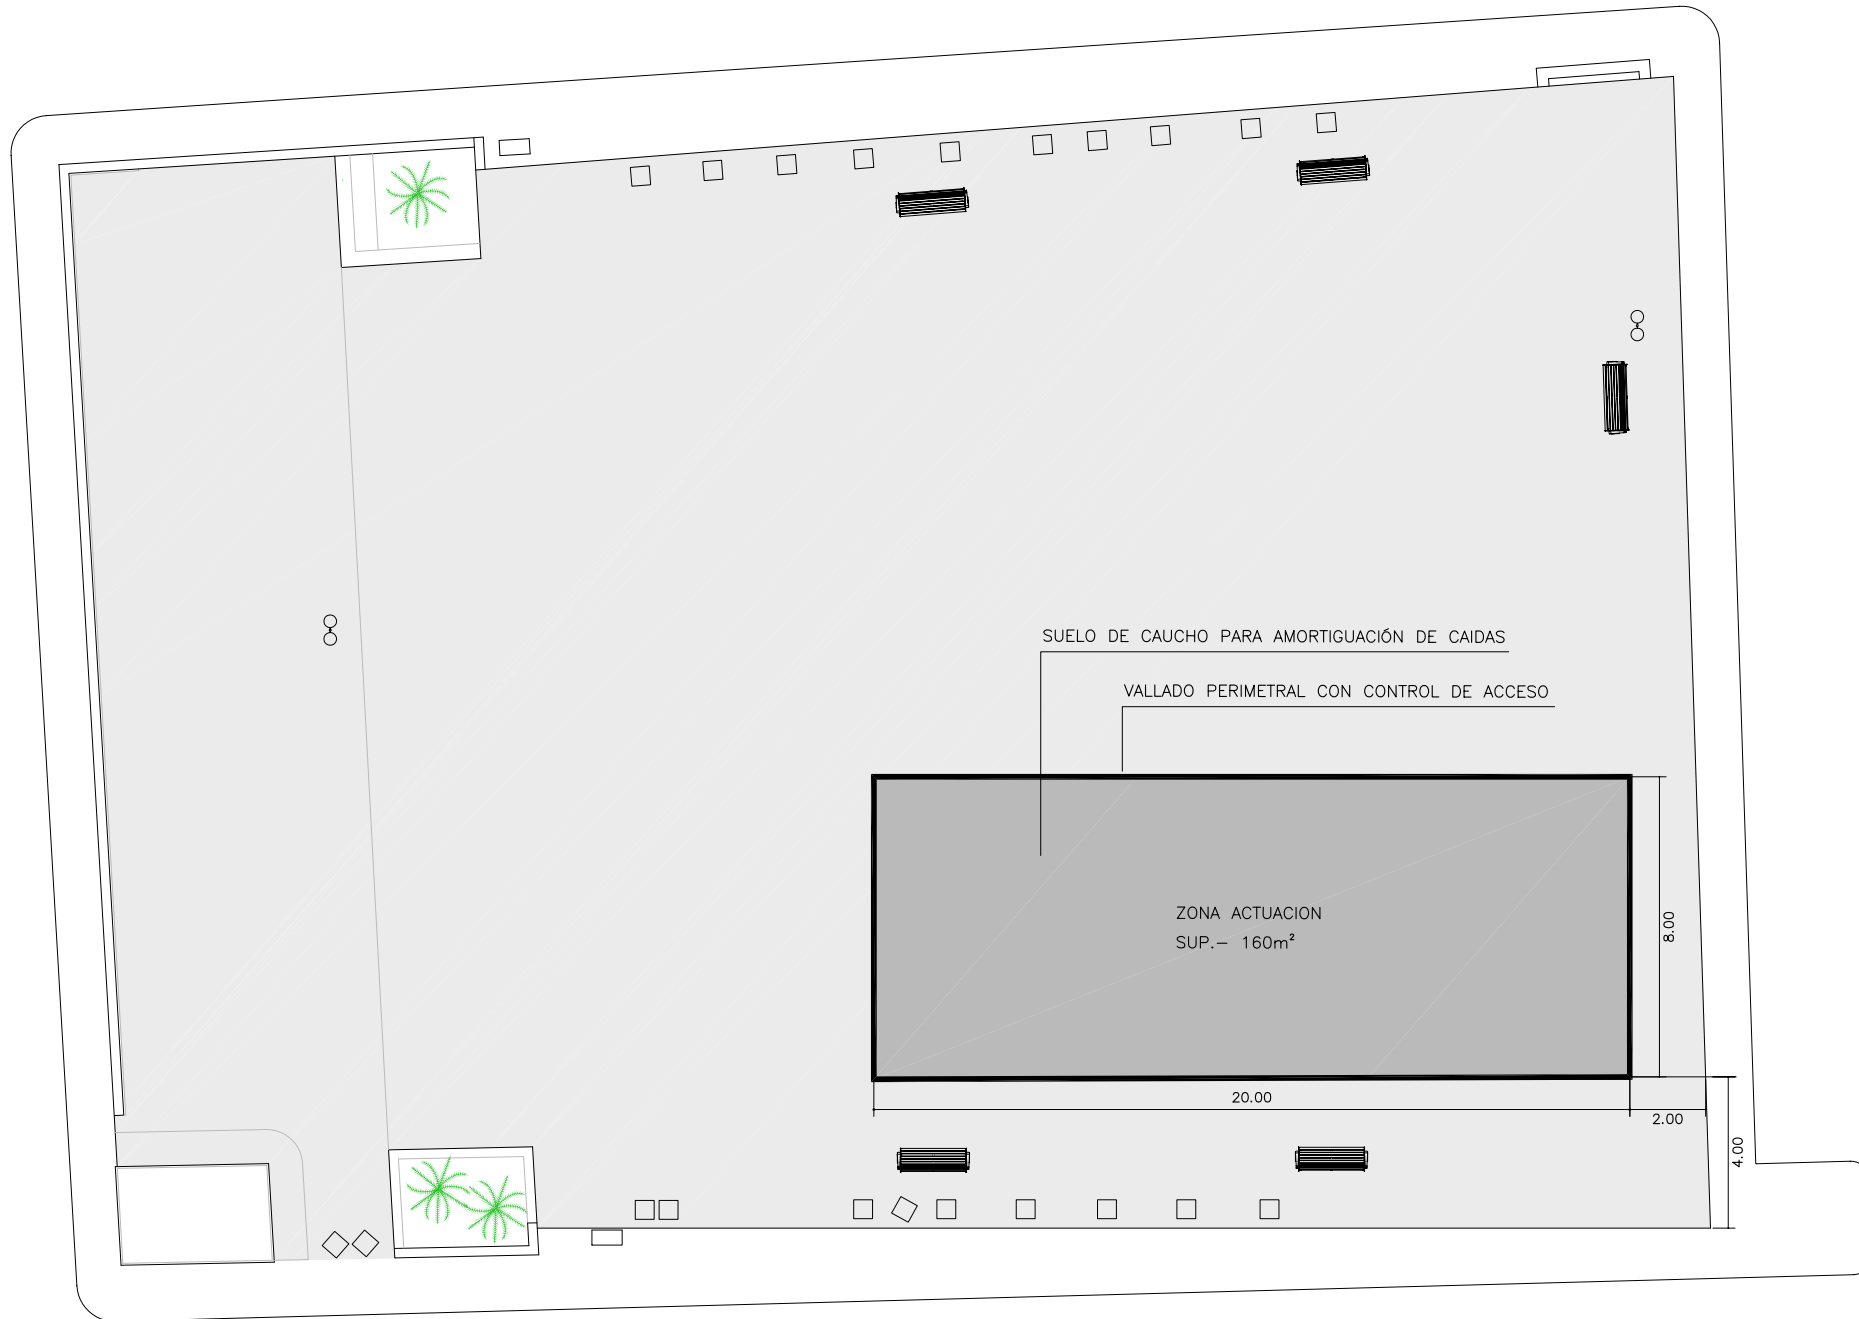 SUELO DE CAUCHO PARA AMORTIGUACIÓN DE CAIDAS
VALLADO PERIMETRAL CON CONTROL DE ACCESO
ZONA ACTUACION
SUP.- 160m²
8.00
20.00
2.00
4.00